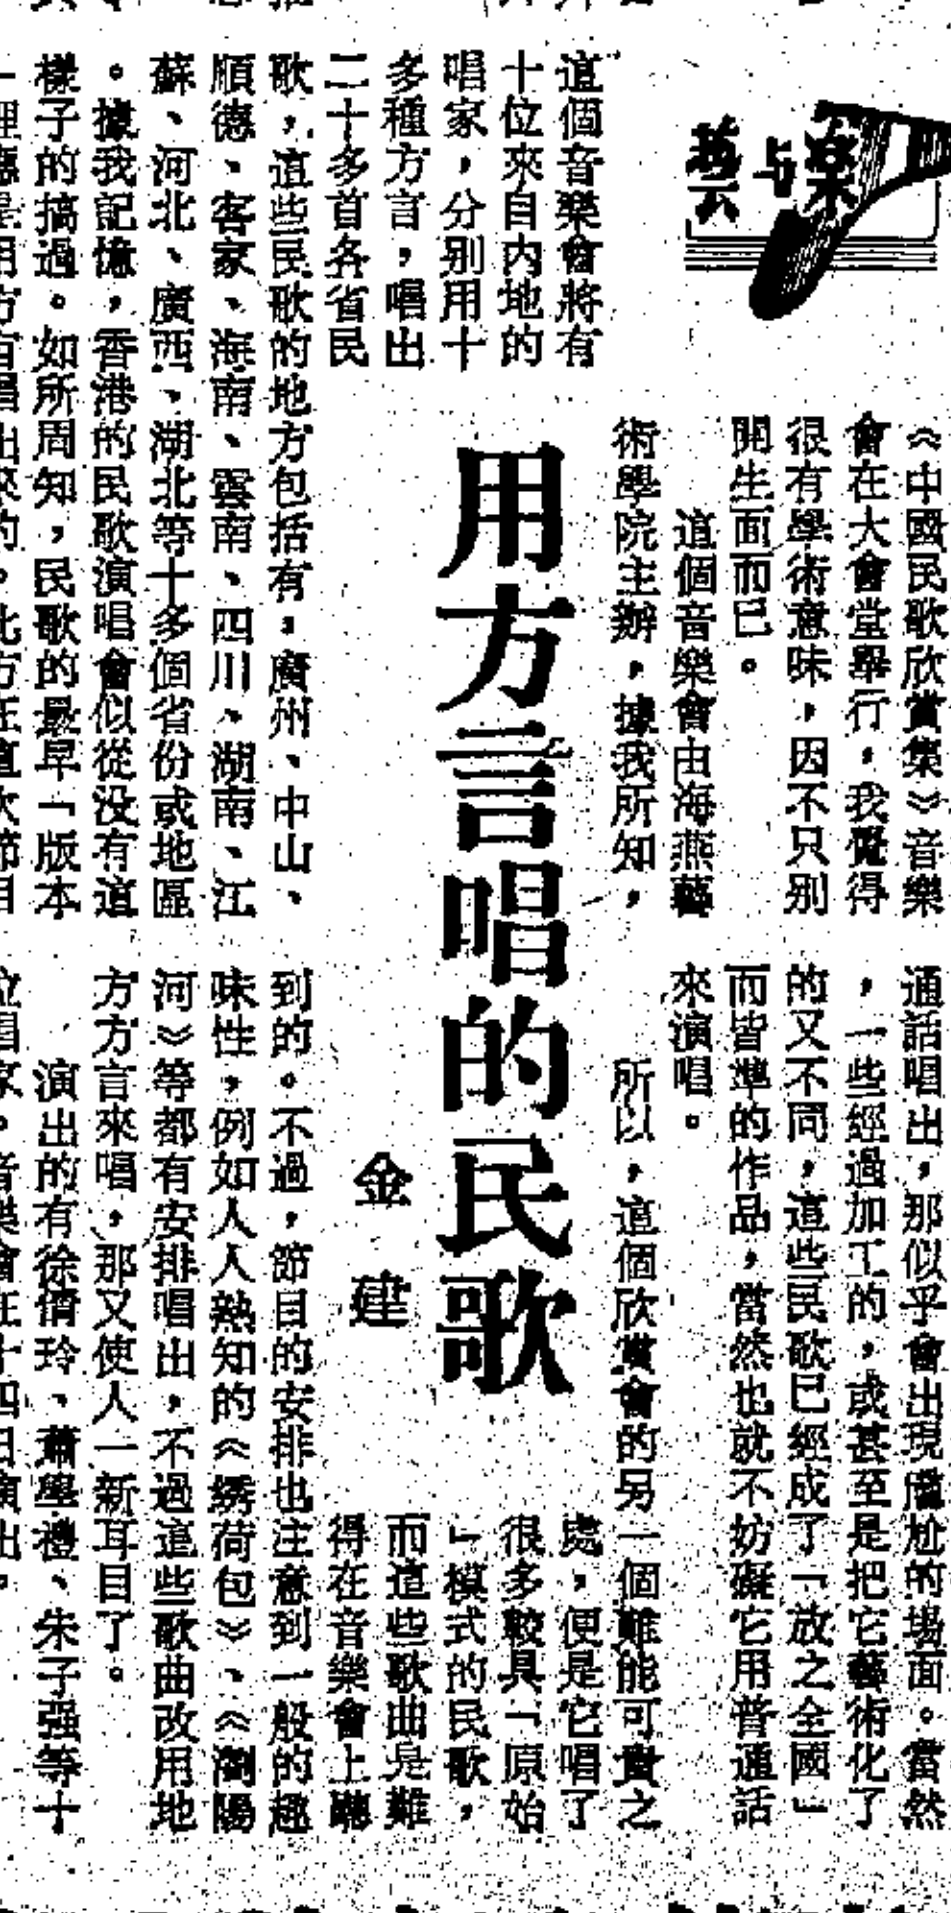 藝与樂
用方言唱的民歌
金建
《中國民歌欣賞集》音樂
會在大會堂舉行，我覺得
很有學術意味，因不只别
開生面而已。
這個音樂會由海燕藝
術學院主辦，據我所知，
這個音樂會將有
十位來自内地的
唱家，分别用十
多種方言，唱出
二十多首各省民
歌，這些民歌的地方包括有：廣州、中山、
順德、客家、海南、雲南、四川、湖南、江
蘇、河北、廣西、湖北等十多個省份或地區
。據我記憶，香港的民歌演唱會似從没有這
樣子的搞過。如所周知，民歌的最早「版本
通話唱出，那似乎會出現尷尬的場面。當然
，一些經過加工的，或甚至是把它藝術化了
的又不同，這些民歌已經成了「放之全國」
而皆準的作品，當然也就不妨礙它用普通話
來演唱。
所以，這個欣賞會的另一個難能可貴之
處，便是它唱了
很多較具「原始
」模式的民歌，
而這些歌曲是難
得在音樂會上聽
到的。不過，節目的安排也注意到一般的趣
味性，例如人人熟知的《綉荷包》、《瀏陽
河》等都有安排唱出，不過這些歌曲改用地
方方言來唱，那又使人一新耳目了。
演出的有徐倩玲、蕭學禮、朱子强等十